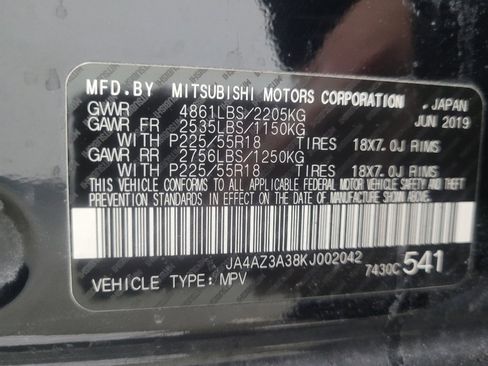 MFD.BY MITSUBISHI MOTORS CORPORATION, JAPAN
GVWR 4861LBS/2205KG JUN 2019
GAWR FR 2535LBS/1150KG
WITH P225/55R18 TIRES 18X7.0J RIMS
GAWR RR 2756LBS/1250KG
WITH P225/55R18 TIRES 18X7.0J RIMS
THIS VEHICLE CONFORMS TO ALL APPLICABLE FEDERAL MOTOR VEHICLE SAFETY AND THEFT
PREVENTION STANDARDS IN EFFECT ON THE DATE OF MANUFACTURE SHOWN ABOVE.
JA4AZ3A38KJ002042 7430C541
VEHICLE TYPE: MPV